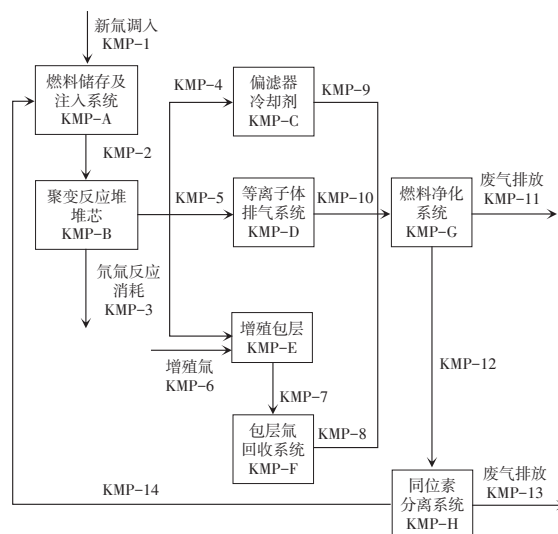 新氚调入
KMP-1
燃料储存及
注入系统
KMP-A
KMP-2
聚变反应堆
堆芯
KMP-B
氘氚反应
消耗
KMP-3
KMP-4
偏滤器
冷却剂
KMP-C
KMP-9
KMP-5
等离子体
排气系统
KMP-D
KMP-10
燃料净化
系统
KMP-G
废气排放
KMP-11
增殖包层
KMP-E
增殖氚
KMP-6
KMP-7
包层氚
回收系统
KMP-F
KMP-8
KMP-12
同位素
分离系统
KMP-H
废气排放
KMP-13
KMP-14